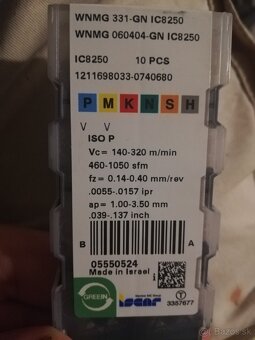 WNMG 331-GN IC8250
WNMG 060404-GN IC8250
IC8250 10 PCS
1211698033-0740680
P M K N S H
V V
ISO P
Vc= 140-320 m/min
460-1050 sfm
fz= 0.14-0.40 mm/rev
.0055-.0157 ipr
ap= 1.00-3.50 mm
.039-.137 inch
B A
05550524
Made in Israel
GREEN
iscar
T
3387677
bazos.sk